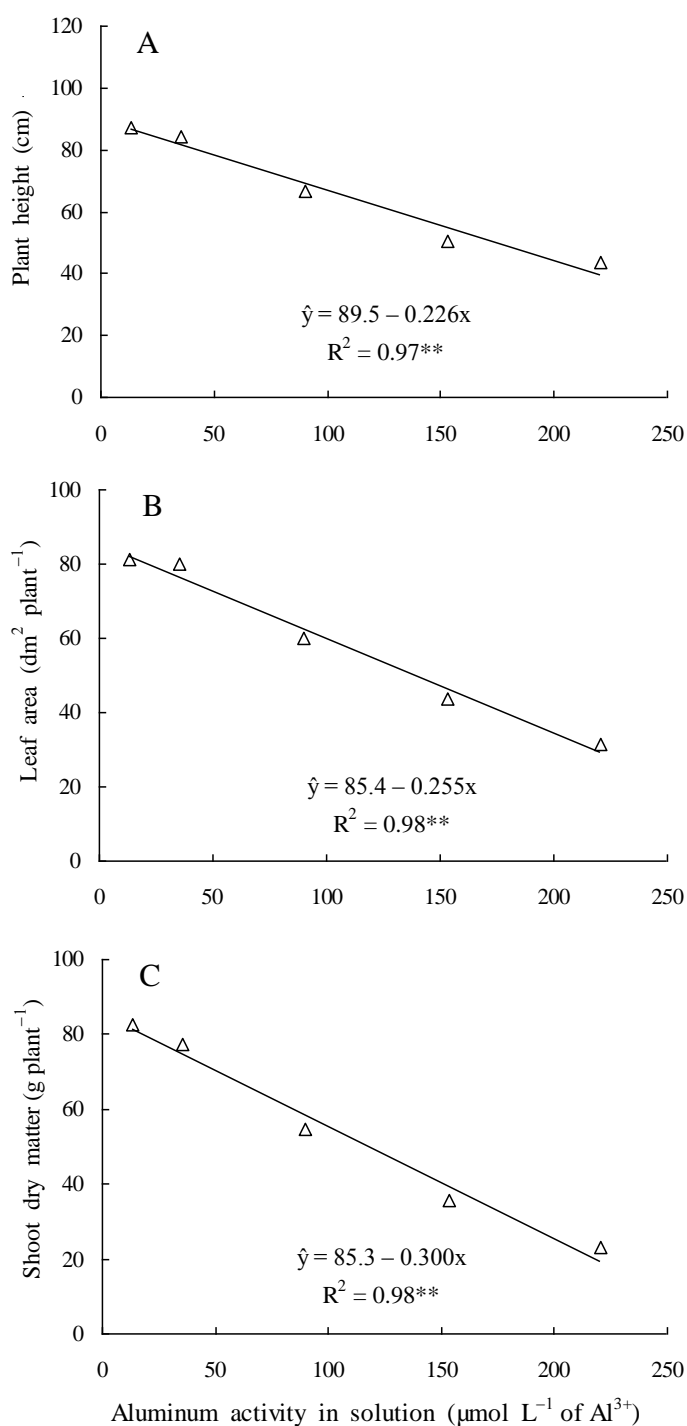 A
Plant height (cm)
120
100
80
60
40
20
0
ŷ = 89.5 – 0.226x
R² = 0.97**
0 50 100 150 200 250
B
Leaf area (dm² plant⁻¹)
100
80
60
40
20
0
ŷ = 85.4 – 0.255x
R² = 0.98**
0 50 100 150 200 250
C
Shoot dry matter (g plant⁻¹)
100
80
60
40
20
0
ŷ = 85.3 – 0.300x
R² = 0.98**
0 50 100 150 200 250
Aluminum activity in solution (µmol L⁻¹ of Al³⁺)